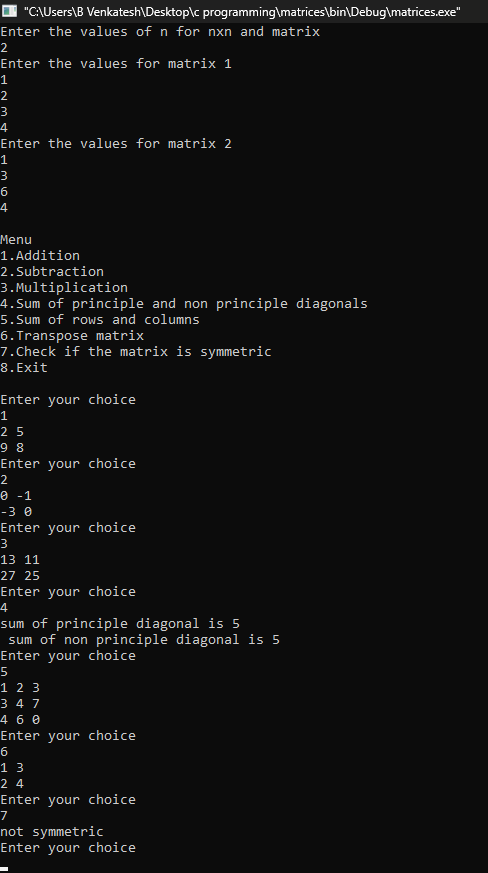 "C:\Users\B Venkatesh\Desktop\c programming\matrices\bin\Debug\matrices.exe"
Enter the values of n for nxn and matrix
2
Enter the values for matrix 1
1
2
3
4
Enter the values for matrix 2
1
3
6
4
Menu
1.Addition
2.Subtraction
3.Multiplication
4.Sum of principle and non principle diagonals
5.Sum of rows and columns
6.Transpose matrix
7.Check if the matrix is symmetric
8.Exit
Enter your choice
1
2 5
9 8
Enter your choice
2
0 -1
-3 0
Enter your choice
3
13 11
27 25
Enter your choice
4
sum of principle diagonal is 5
sum of non principle diagonal is 5
Enter your choice
5
1 2 3
3 4 7
4 6 0
Enter your choice
6
1 3
2 4
Enter your choice
7
not symmetric
Enter your choice